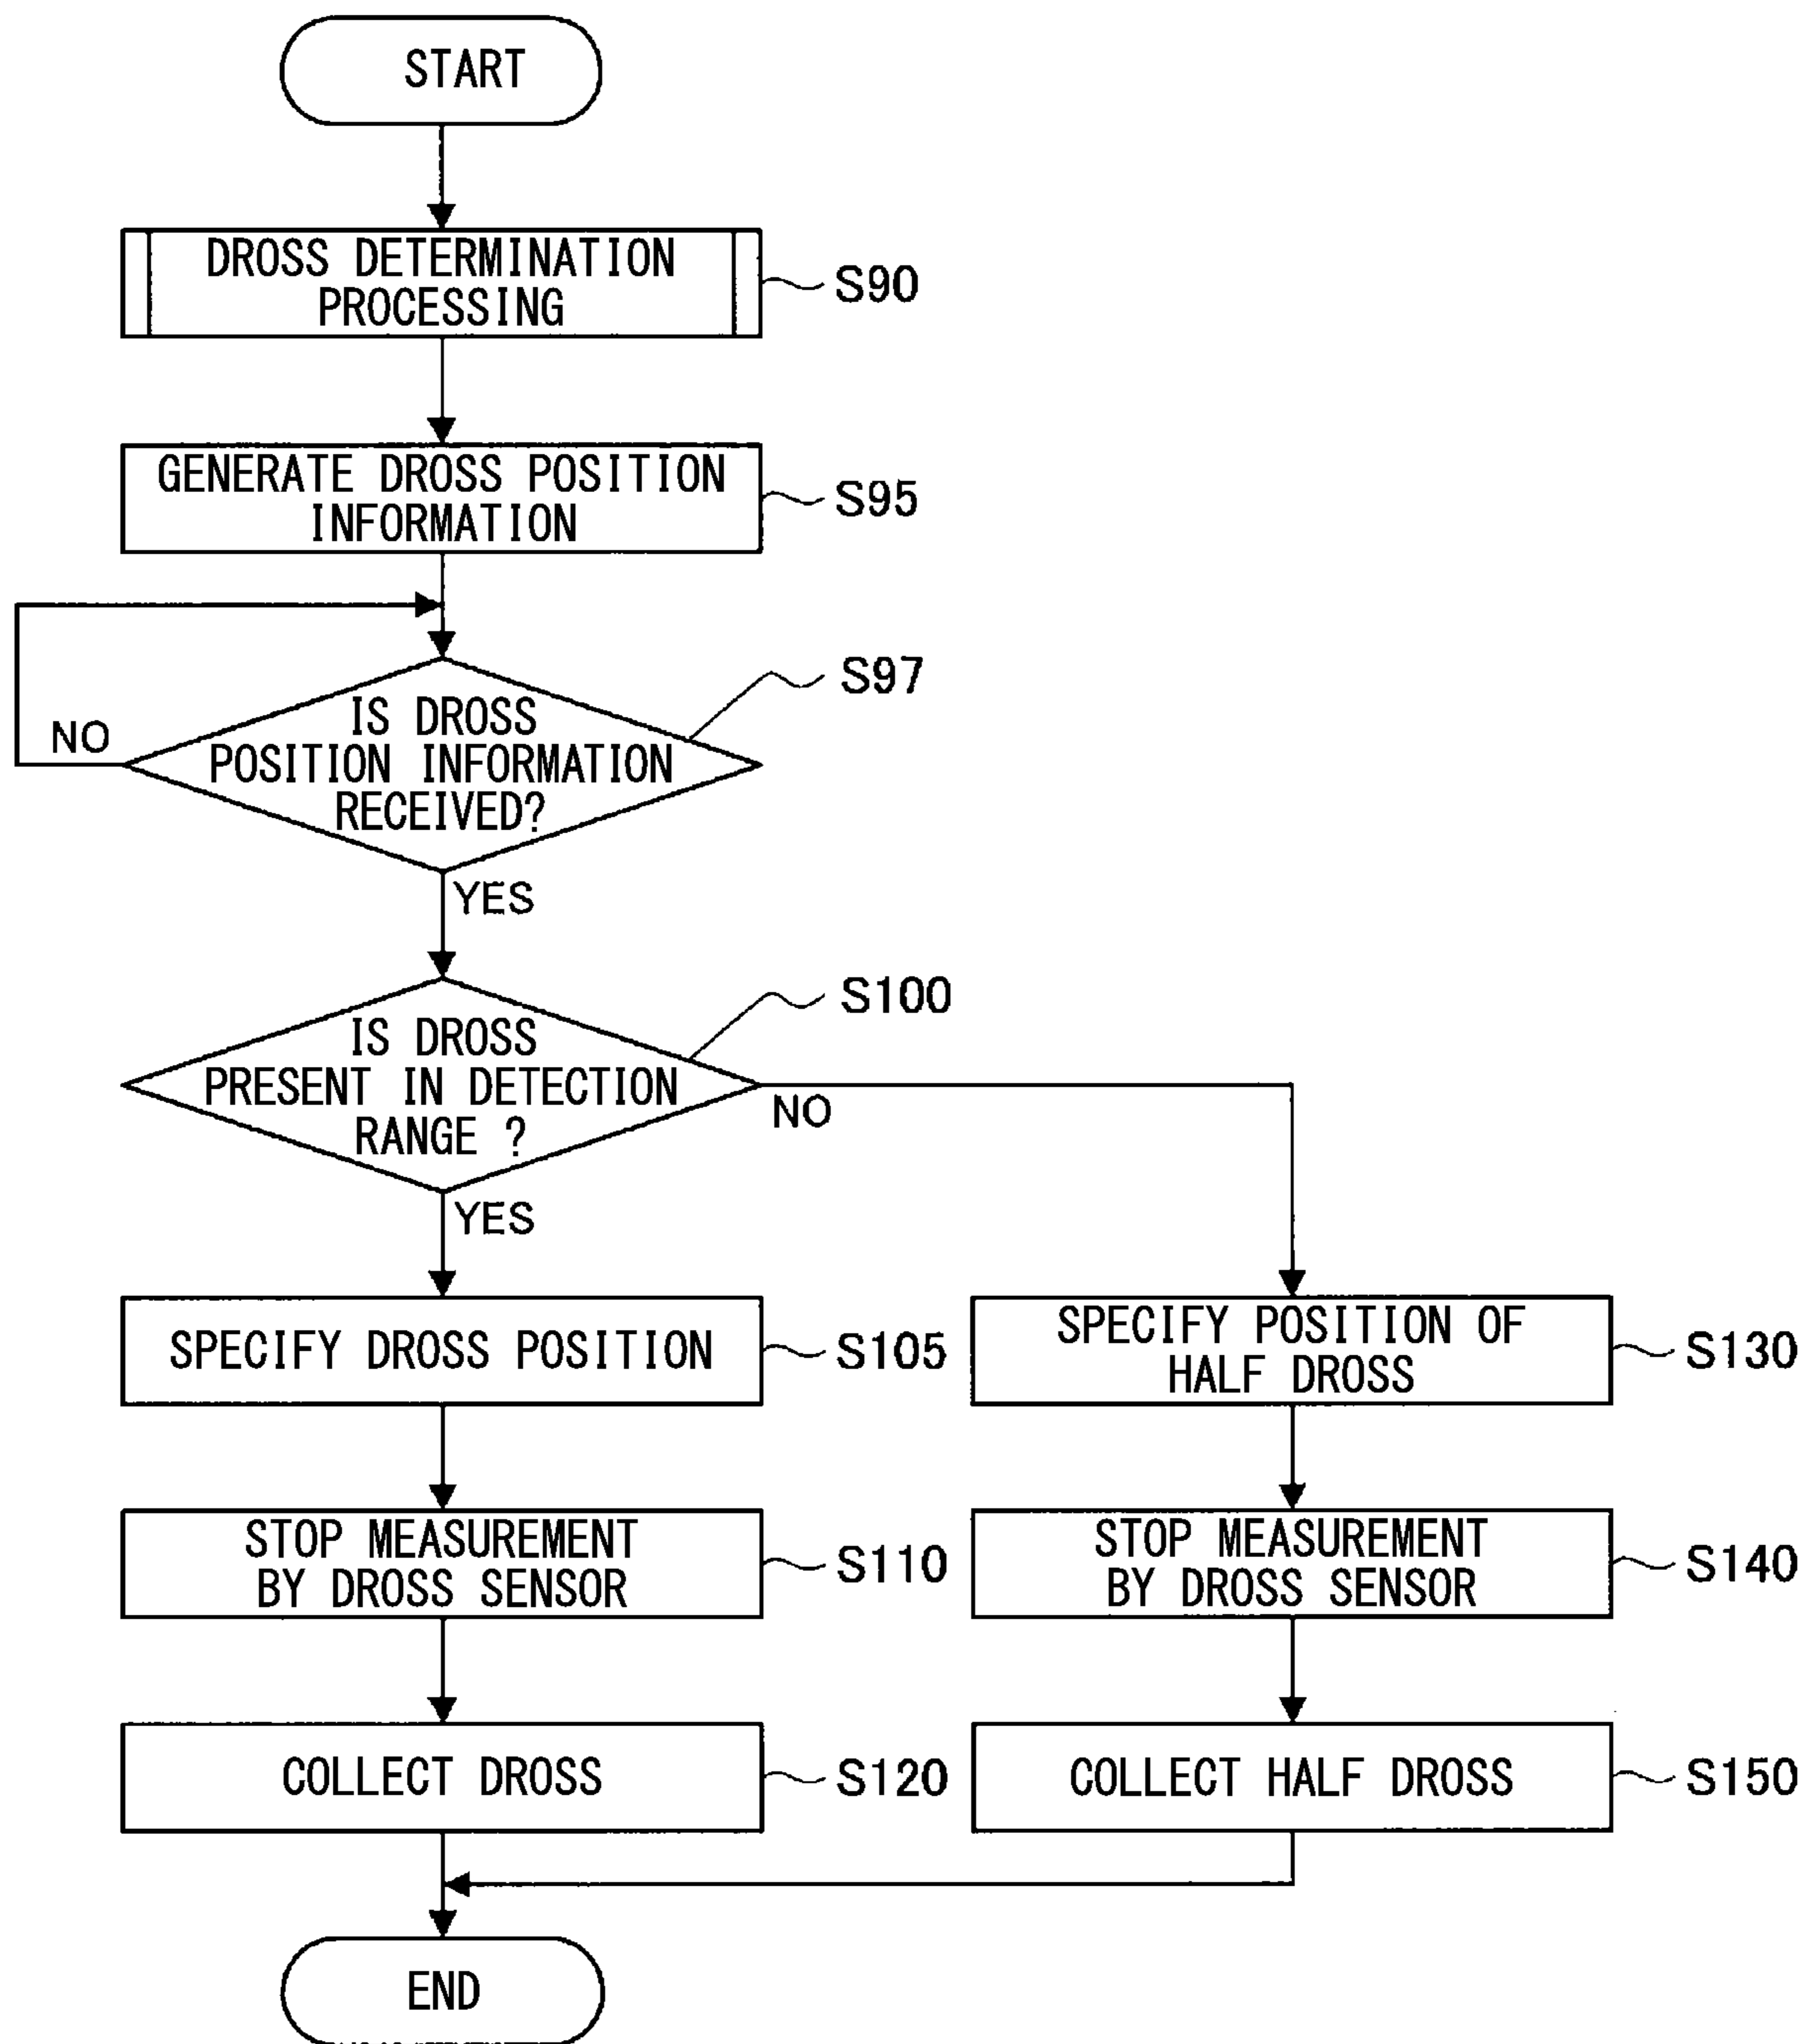 START
DROSS DETERMINATION
PROCESSING
S90
GENERATE DROSS POSITION
INFORMATION
S95
IS DROSS
POSITION INFORMATION
RECEIVED?
S97
NO
YES
IS DROSS
PRESENT IN DETECTION
RANGE ?
S100
NO
YES
SPECIFY DROSS POSITION
S105
SPECIFY POSITION OF
HALF DROSS
S130
STOP MEASUREMENT
BY DROSS SENSOR
S110
STOP MEASUREMENT
BY DROSS SENSOR
S140
COLLECT DROSS
S120
COLLECT HALF DROSS
S150
END